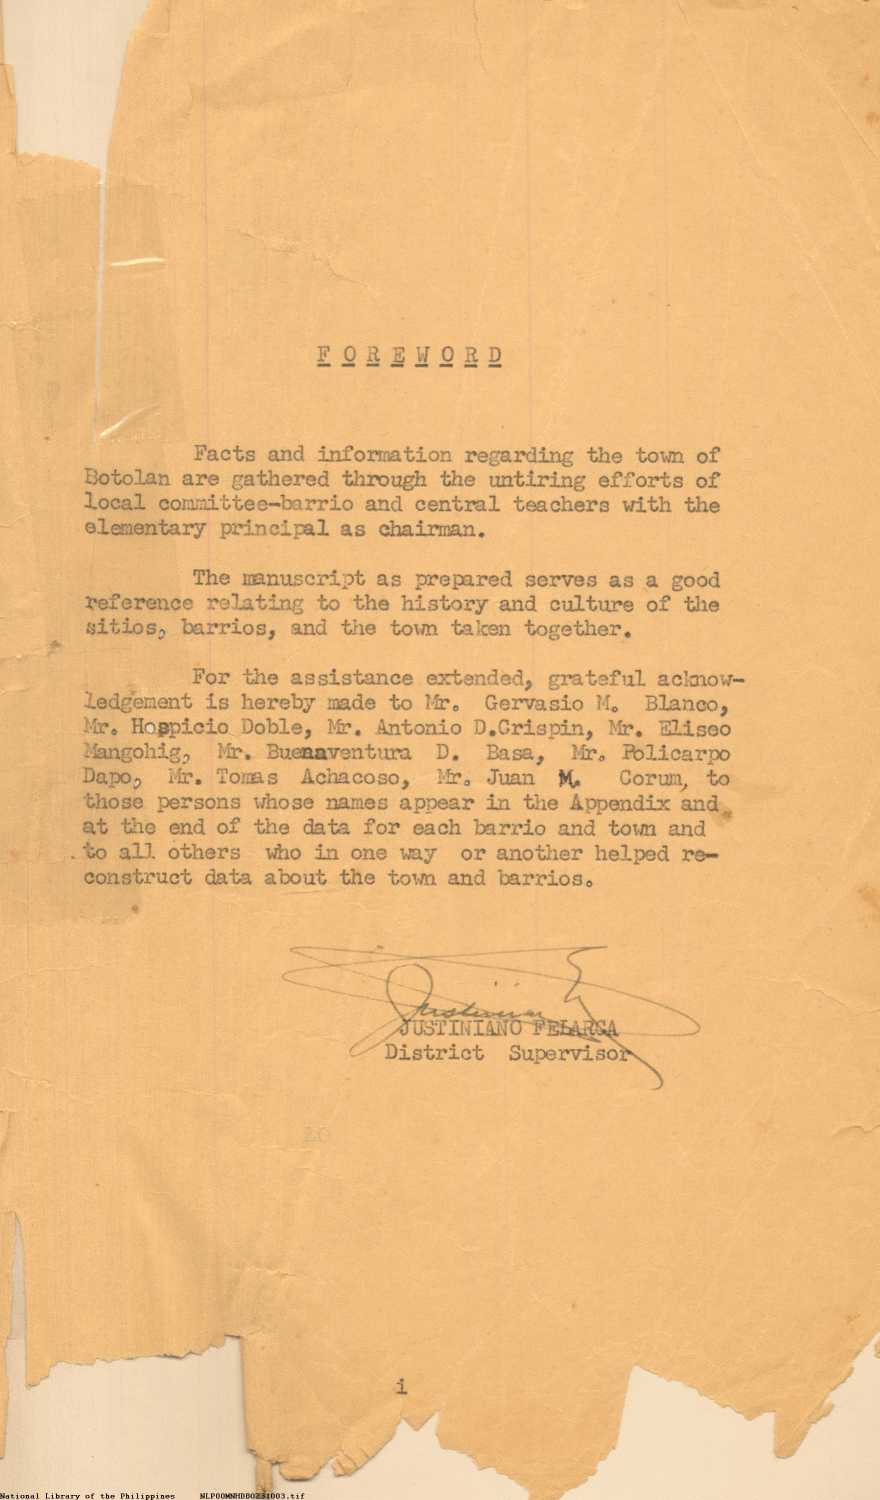 F O R E W O R D
Facts and information regarding the town of
Botolan are gathered through the untiring efforts of
local committee-barrio and central teachers with the
elementary principal as chairman.
The manuscript as prepared serves as a good
reference relating to the history and culture of the
sitios, barrios, and the town taken together.
For the assistance extended, grateful acknow-
ledgement is hereby made to Mr. Gervasio M. Blanco,
Mr. Hospicio Doble, Mr. Antonio D.Crispin, Mr. Eliseo
Mangohig, Mr. Buenaventura D. Basa, Mr. Policarpo
Dapo, Mr. Tomas Achacoso, Mr. Juan M. Corum, to
those persons whose names appear in the Appendix and
at the end of the data for each barrio and town and
to all others who in one way or another helped re-
construct data about the town and barrios.
JUSTINIANO FELARCA
District Supervisor
20
i
National Library of the Philippines NLP00MNHDB0231003.tif